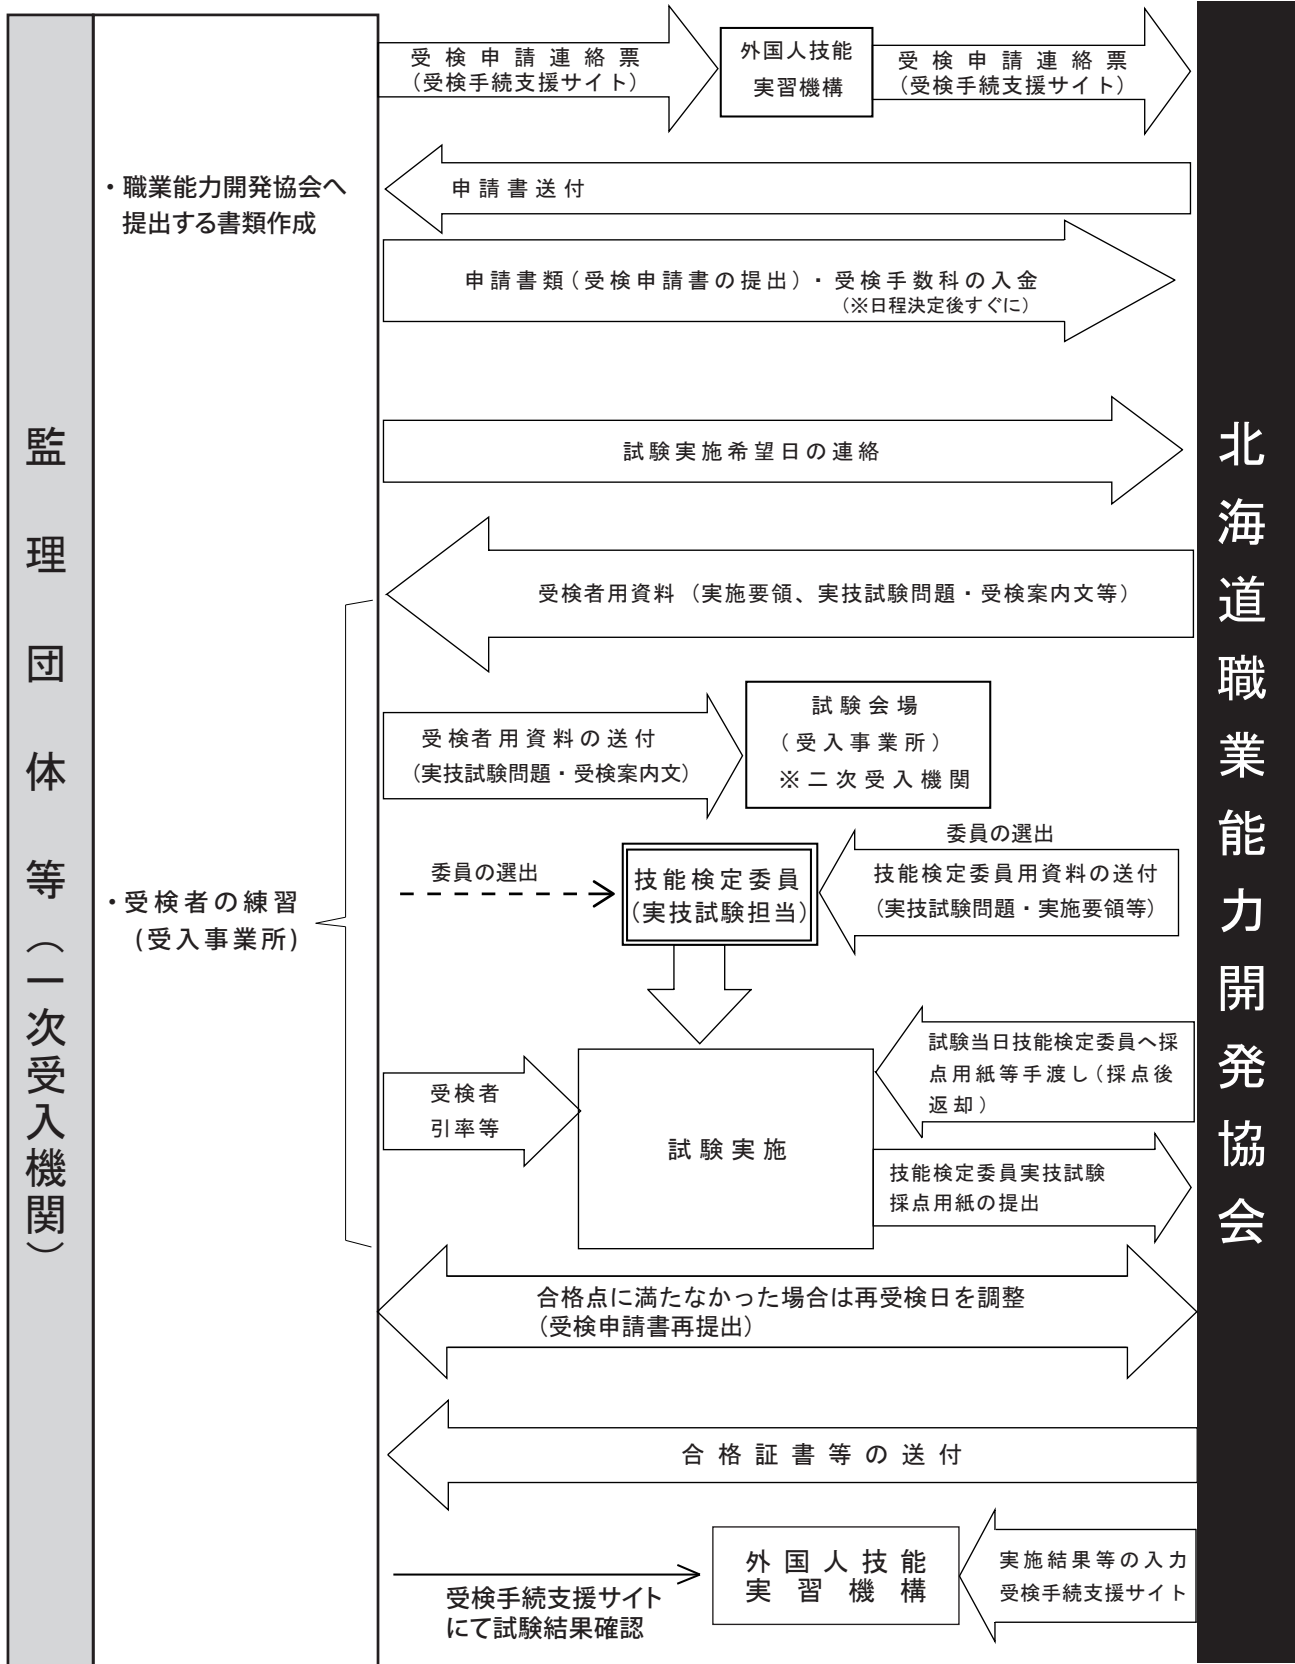 監理団体等（一次受入機関）
北海道職業能力開発協会
受検申請連絡票
（受検手続支援サイト）
外国人技能
実習機構
受検申請連絡票
（受検手続支援サイト）
・職業能力開発協会へ
提出する書類作成
申請書送付
申請書類（受検申請書の提出）・受検手数科の入金
（※日程決定後すぐに）
試験実施希望日の連絡
受検者用資料（実施要領、実技試験問題・受検案内文等）
受検者用資料の送付
（実技試験問題・受検案内文）
試験会場
（受入事業所）
※二次受入機関
委員の選出
技能検定委員
（実技試験担当）
委員の選出
技能検定委員用資料の送付
（実技試験問題・実施要領等）
・受検者の練習
（受入事業所）
受検者
引率等
試験実施
試験当日技能検定委員へ採
点用紙等手渡し（採点後
返却）
技能検定委員実技試験
採点用紙の提出
合格点に満たなかった場合は再受検日を調整
（受検申請書再提出）
合格証書等の送付
受検手続支援サイト
にて試験結果確認
外国人技能
実習機構
実施結果等の入力
受検手続支援サイト